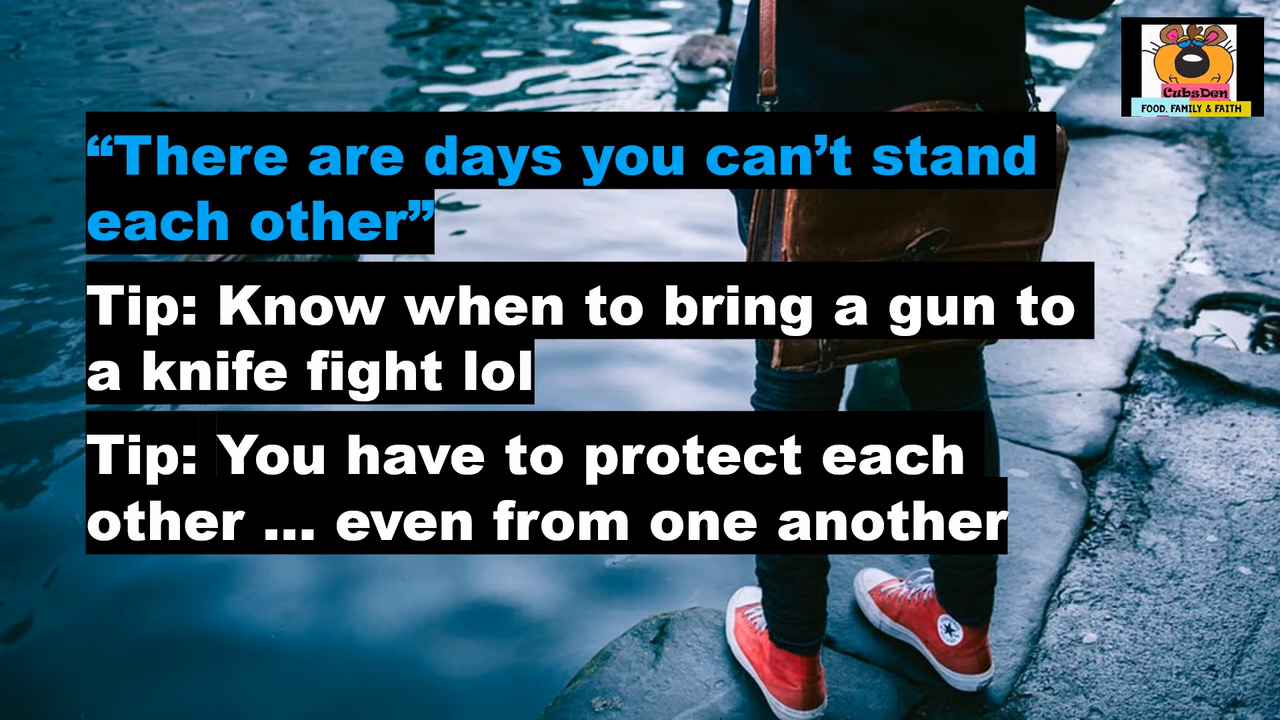 CubsDen
FOOD, FAMILY & FAITH
“There are days you can’t stand
each other”
Tip: Know when to bring a gun to
a knife fight lol
Tip: You have to protect each
other ... even from one another